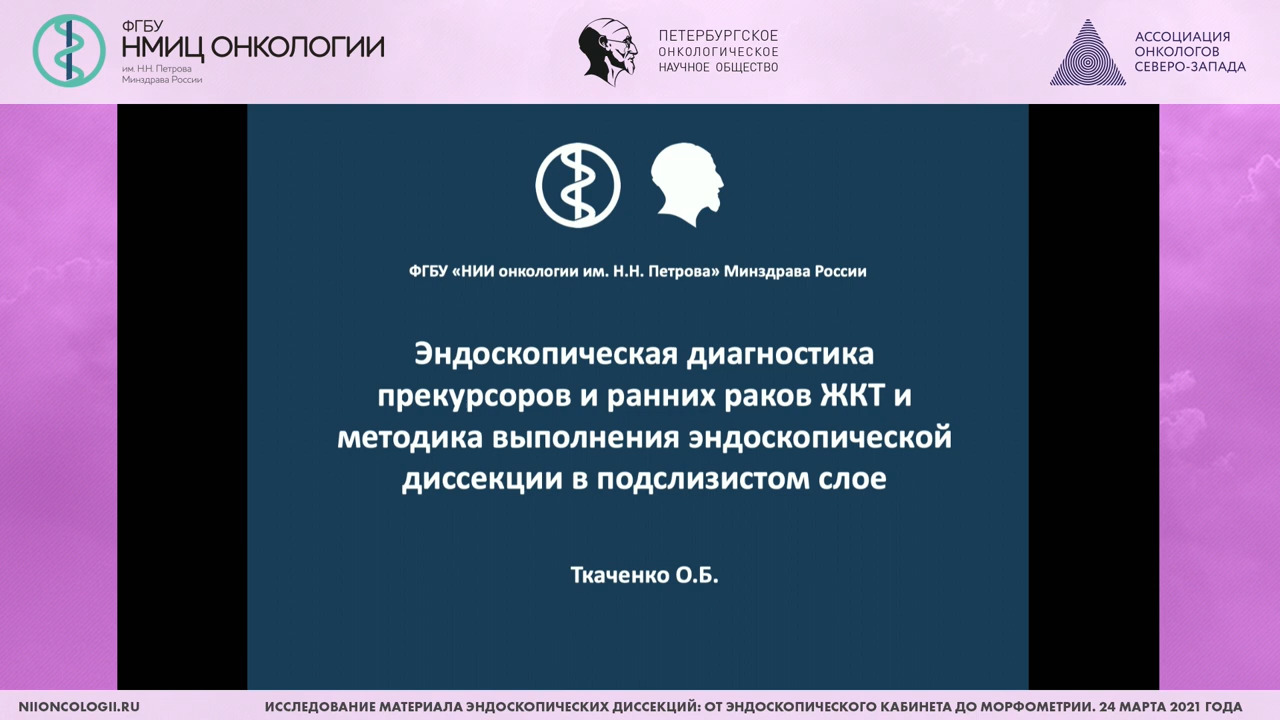 ФГБУ
НМИЦ ОНКОЛОГИИ
им. Н.Н. Петрова
Минздрава России
ПЕТЕРБУРГСКОЕ
ОНКОЛОГИЧЕСКОЕ
НАУЧНОЕ ОБЩЕСТВО
АССОЦИАЦИЯ
ОНКОЛОГОВ
СЕВЕРО-ЗАПАДА
ФГБУ «НИИ онкологии им. Н.Н. Петрова» Минздрава России
Эндоскопическая диагностика
прекурсоров и ранних раков ЖКТ и
методика выполнения эндоскопической
диссекции в подслизистом слое
Ткаченко О.Б.
NIIONCOLOGII.RU
ИССЛЕДОВАНИЕ МАТЕРИАЛА ЭНДОСКОПИЧЕСКИХ ДИССЕКЦИЙ: ОТ ЭНДОСКОПИЧЕСКОГО КАБИНЕТА ДО МОРФОМЕТРИИ. 24 МАРТА 2021 ГОДА